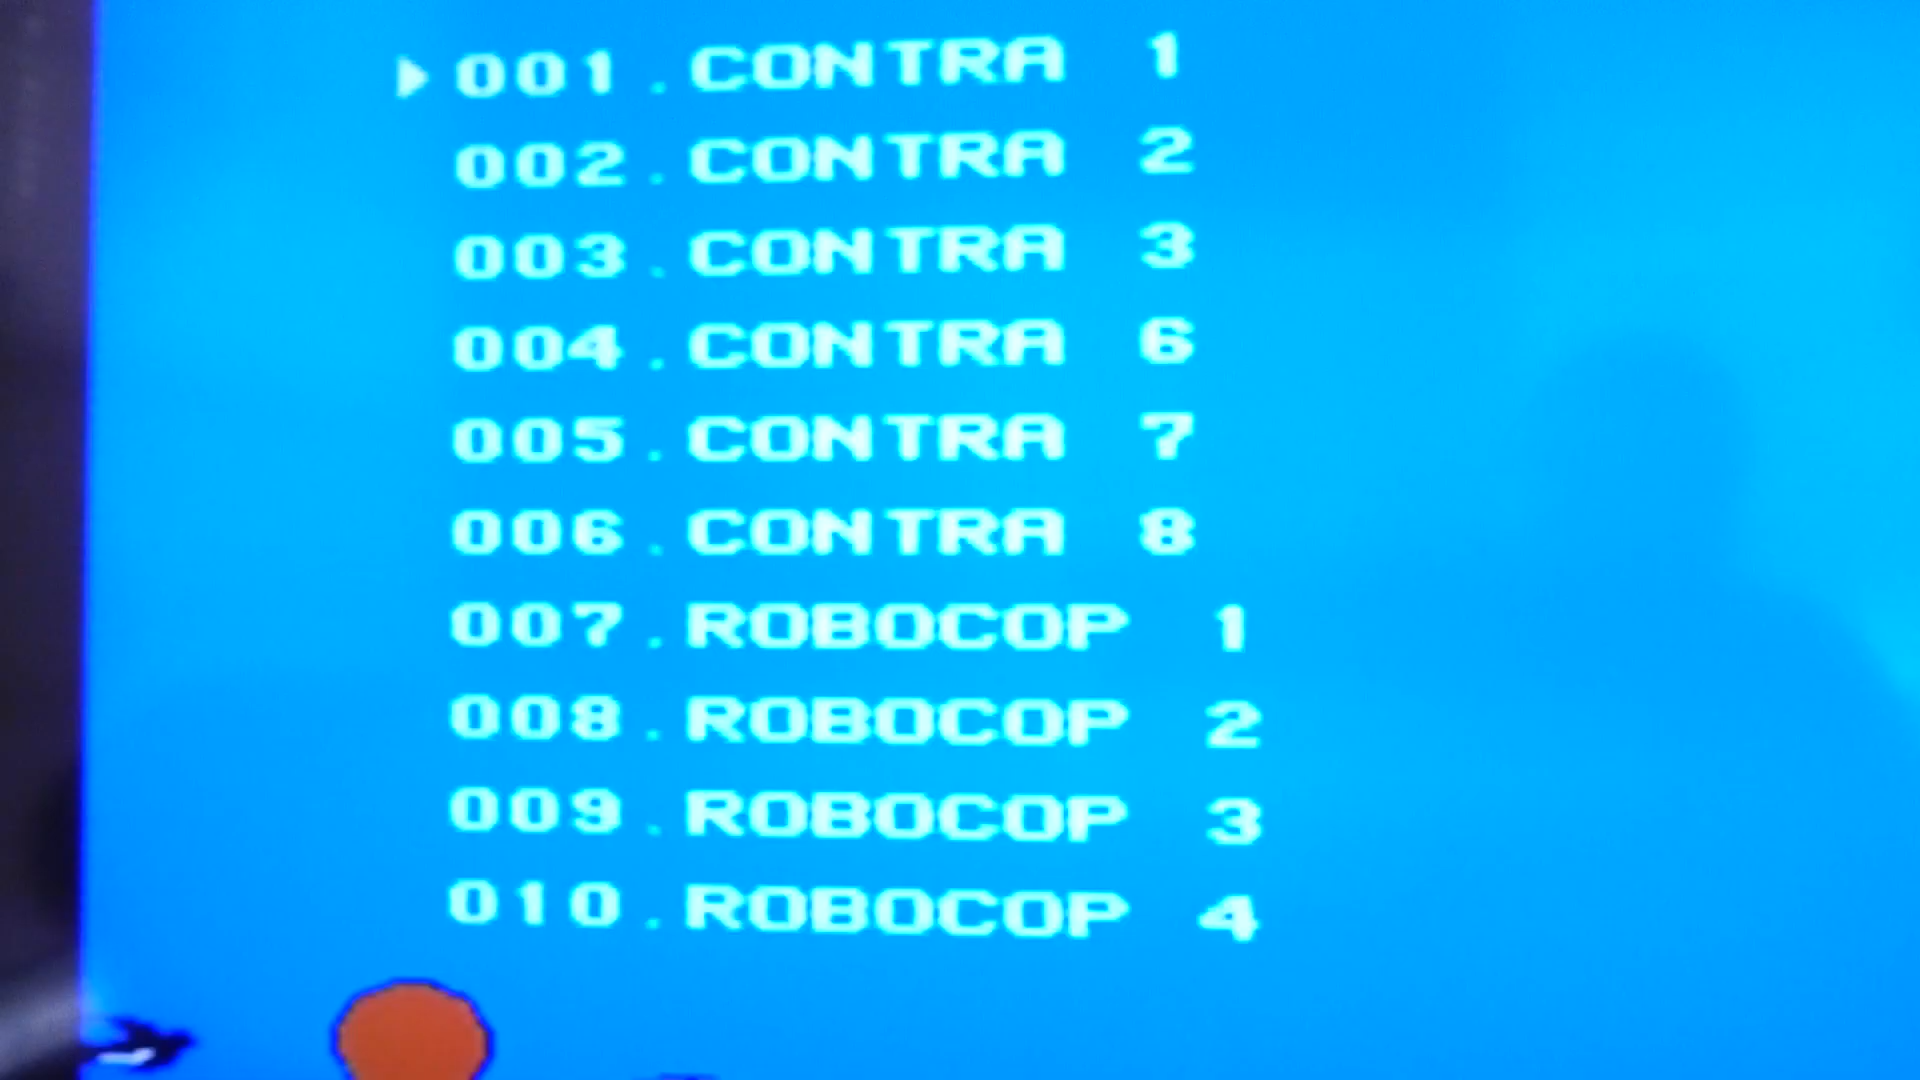 001.CONTRA 1
002.CONTRA 2
003.CONTRA 3
004.CONTRA 6
005.CONTRA 7
006.CONTRA 8
007.ROBOCOP 1
008.ROBOCOP 2
009.ROBOCOP 3
010.ROBOCOP 4